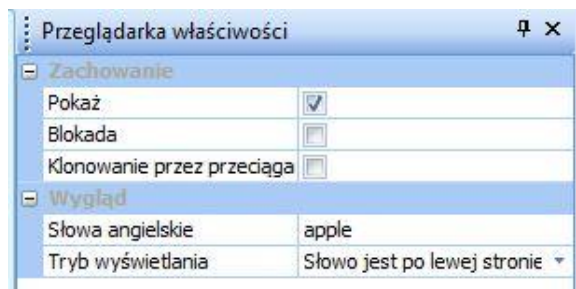 Przeglądarka właściwości
Zachowanie
Pokaż
Blokada
Klonowanie przez przeciąga
Wygląd
Słowa angielskie apple
Tryb wyświetlania Słowo jest po lewej stronie